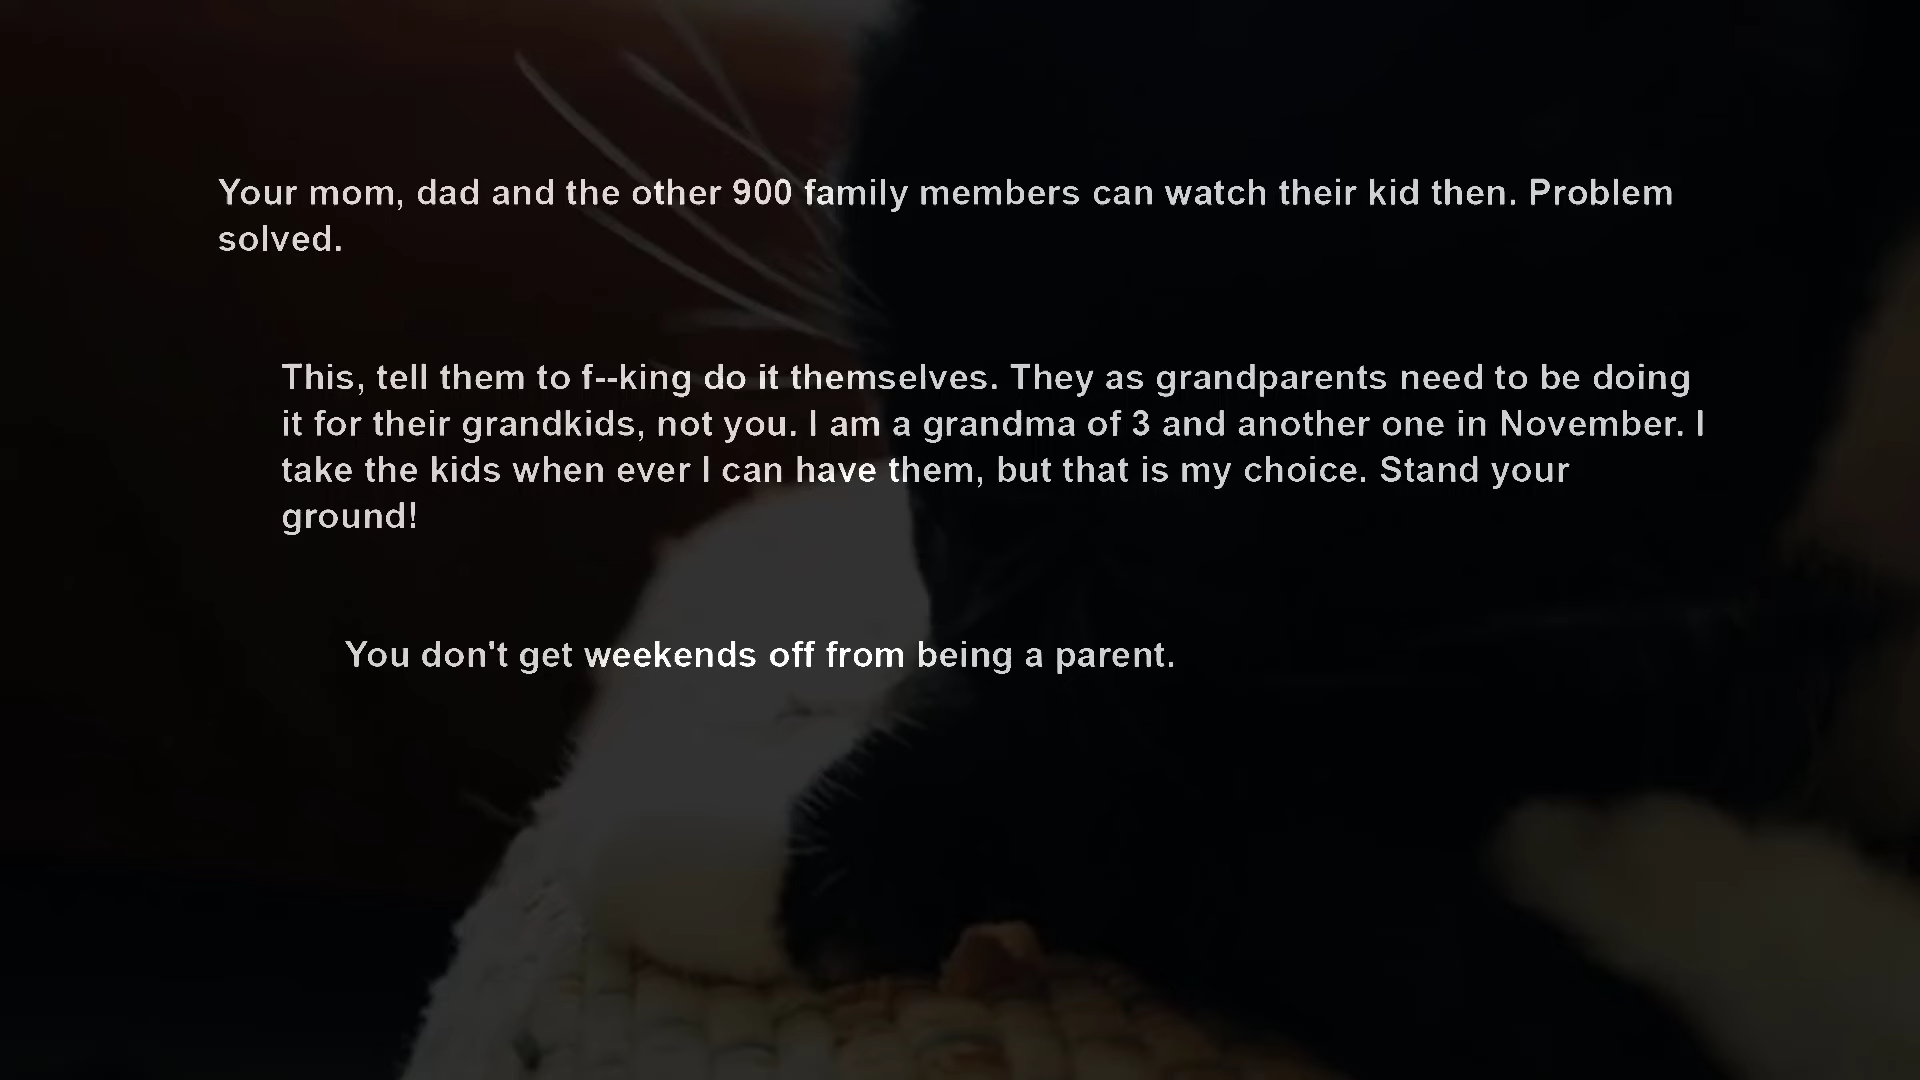 Your mom, dad and the other 900 family members can watch their kid then. Problem
solved.
This, tell them to f--king do it themselves. They as grandparents need to be doing
it for their grandkids, not you. I am a grandma of 3 and another one in November. I
take the kids when ever I can have them, but that is my choice. Stand your
ground!
You don't get weekends off from being a parent.